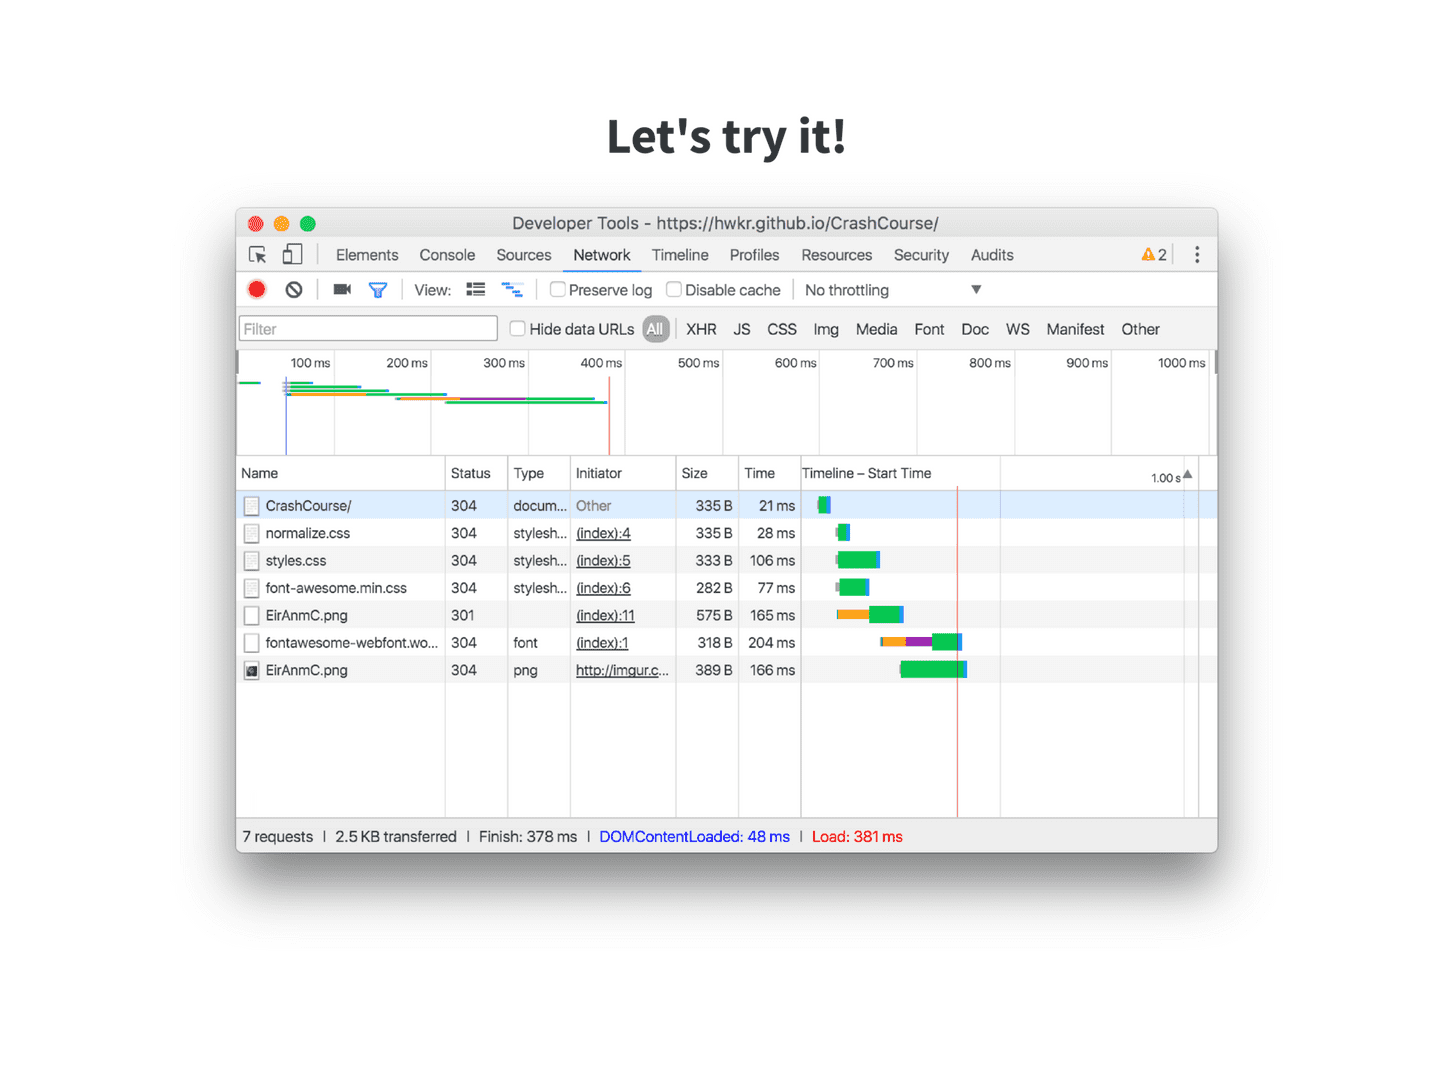 Let's try it!
Developer Tools - https://hwkr.github.io/CrashCourse/
Elements Console Sources Network Timeline Profiles Resources Security Audits 2
View: Preserve log Disable cache No throttling
Filter Hide data URLs All XHR JS CSS Img Media Font Doc WS Manifest Other
100 ms 200 ms 300 ms 400 ms 500 ms 600 ms 700 ms 800 ms 900 ms 1000 ms
Name Status Type Initiator Size Time Timeline – Start Time 1.00 s
CrashCourse/ 304 docum... Other 335 B 21 ms
normalize.css 304 stylesh... (index):4 335 B 28 ms
styles.css 304 stylesh... (index):5 333 B 106 ms
font-awesome.min.css 304 stylesh... (index):6 282 B 77 ms
EirAnmC.png 301 (index):11 575 B 165 ms
fontawesome-webfont.wo... 304 font (index):1 318 B 204 ms
EirAnmC.png 304 png http://imgur.c... 389 B 166 ms
7 requests | 2.5 KB transferred | Finish: 378 ms | DOMContentLoaded: 48 ms | Load: 381 ms